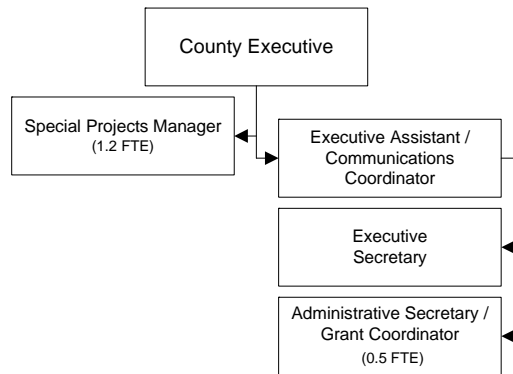 County Executive
Special Projects Manager
(1.2 FTE)
Executive Assistant /
Communications
Coordinator
Executive
Secretary
Administrative Secretary /
Grant Coordinator
(0.5 FTE)